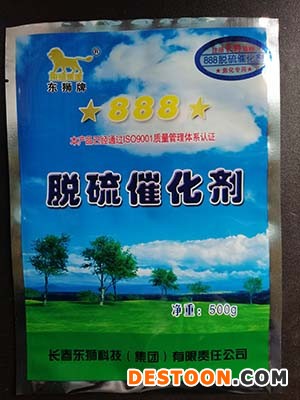 东狮牌
®
888脱硫催化剂
888
本产品已经通过ISO9001质量管理体系认证
脱硫催化剂
净重：500g
长春东狮科技（集团）有限责任公司
DESTOON.COM